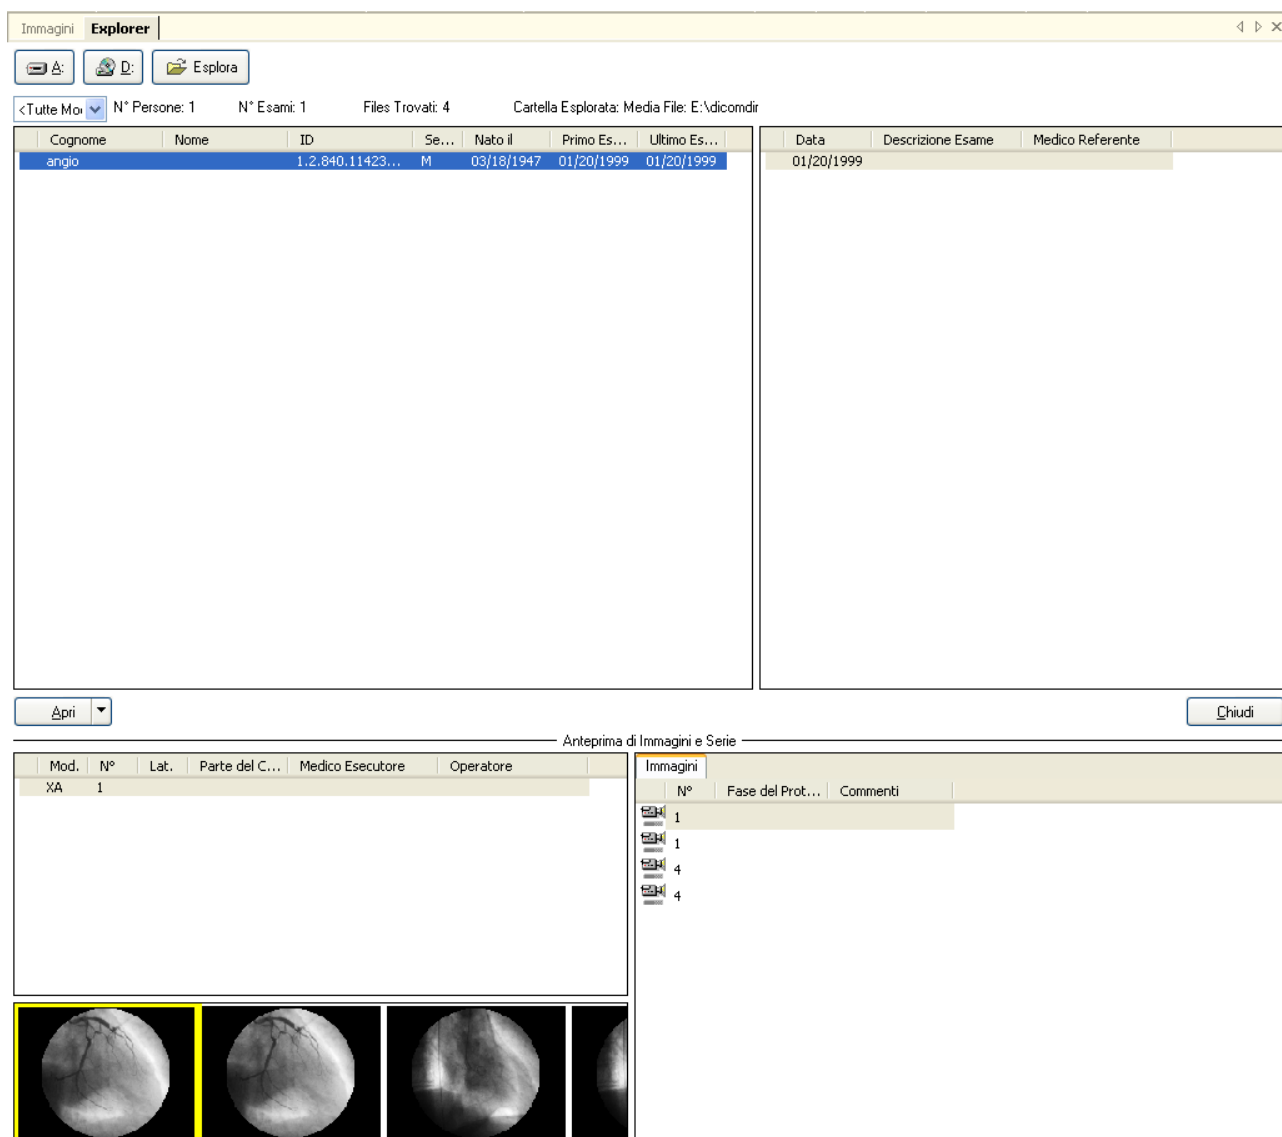 Immagini Explorer
A: D: Esplora
<Tutte Mo N° Persone: 1 N° Esami: 1 Files Trovati: 4 Cartella Esplorata: Media File: E:\dicomdir
Cognome Nome ID Se... Nato il Primo Es... Ultimo Es... Data Descrizione Esame Medico Referente
angio 1.2.840.11423... M 03/18/1947 01/20/1999 01/20/1999 01/20/1999
Apri Chiudi
Anteprima di Immagini e Serie
Mod. N° Lat. Parte del C... Medico Esecutore Operatore
XA 1
Immagini
N° Fase del Prot... Commenti
1
1
4
4